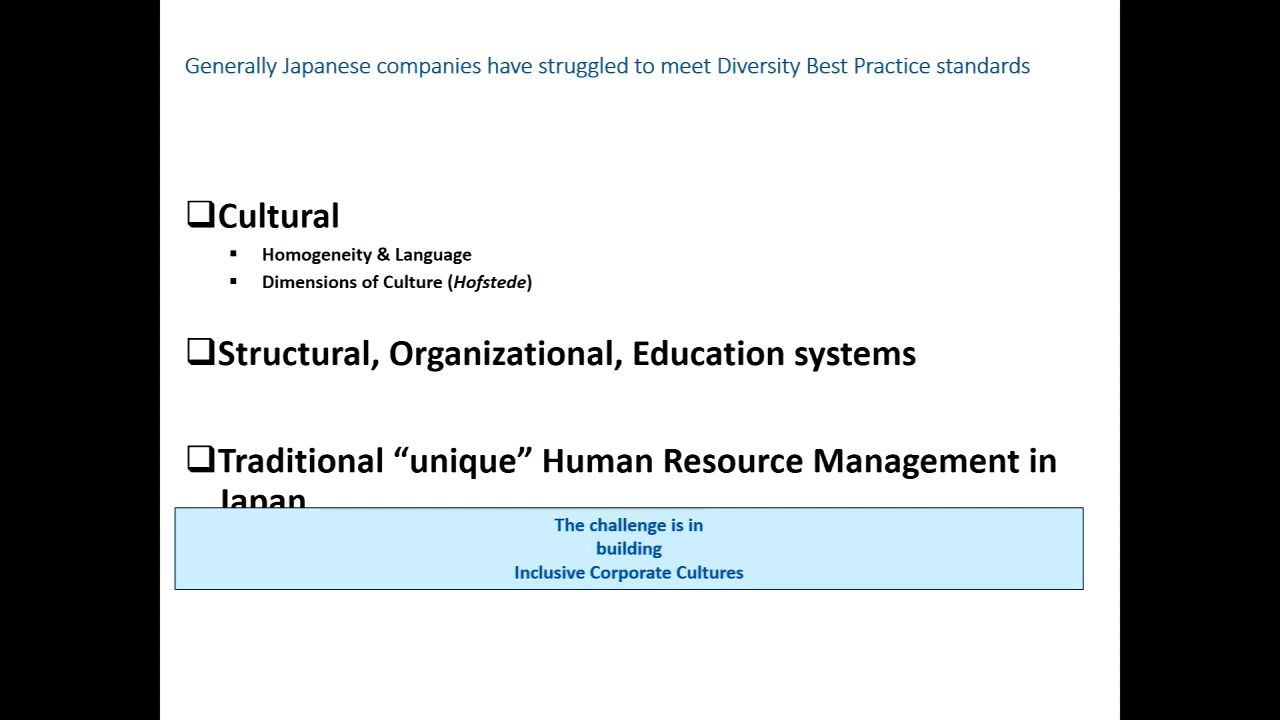 Generally Japanese companies have struggled to meet Diversity Best Practice standards
❑Cultural
▪ Homogeneity & Language
▪ Dimensions of Culture (Hofstede)
❑Structural, Organizational, Education systems
❑Traditional “unique” Human Resource Management in
Japan
The challenge is in
building
Inclusive Corporate Cultures